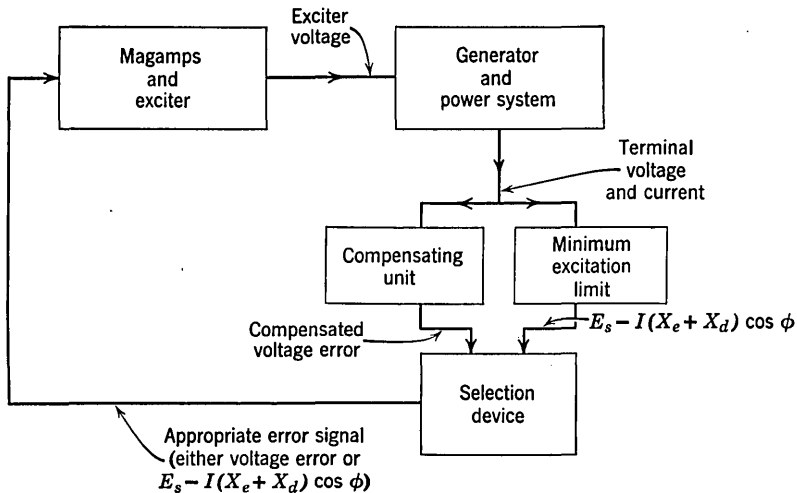 Exciter
voltage
Magamps
and
exciter
Generator
and
power system
Terminal
voltage
and current
Compensating
unit
Minimum
excitation
limit
Compensated
voltage error
E_s − I(X_e + X_d) cos ϕ
Selection
device
Appropriate error signal
(either voltage error or
E_s − I(X_e + X_d) cos ϕ)